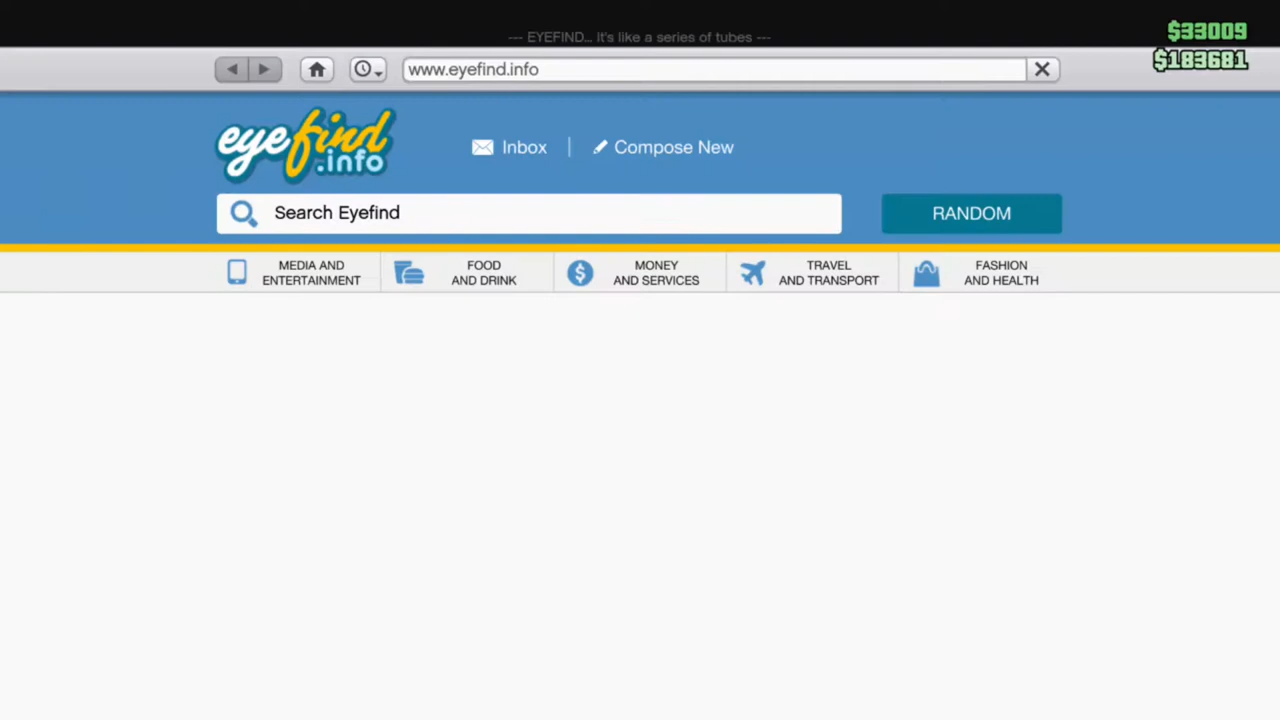 --- EYEFIND... It's like a series of tubes ---
$33009
$183681
www.eyefind.info
eyefind
.info
Inbox
Compose New
Search Eyefind
RANDOM
MEDIA AND
ENTERTAINMENT
FOOD
AND DRINK
MONEY
AND SERVICES
TRAVEL
AND TRANSPORT
FASHION
AND HEALTH